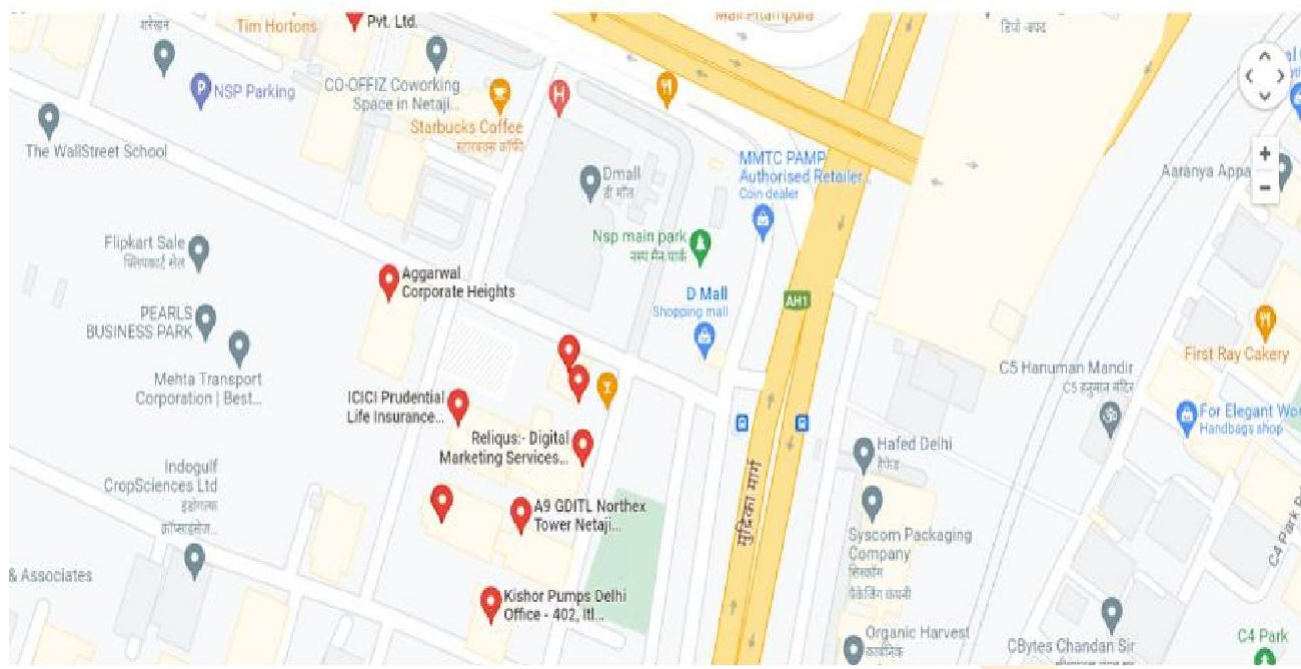 Pvt. Ltd.
Tim Hortons
NSP Parking
CO-OFFIZ Coworking
Space in Netaji...
Starbucks Coffee
स्टारबक्स कॉफी
H
Mall Pitampura
डिपो -बपट
The WallStreet School
Dmall
डी मॉल
MMTC PAMP
Authorised Retailer...
Coin dealer
Aaranya Appa
Flipkart Sale
फ्लिपकार्ट सेल
Nsp main park
नस्प मैन पार्क
Aggarwal
Corporate Heights
D Mall
Shopping mall
AH1
PEARLS
BUSINESS PARK
Mehta Transport
Corporation | Best...
First Ray Cakery
C5 Hanuman Mandir
C5 हनुमान मंदिर
ICICI Prudential
Life Insurance...
Reliqus:- Digital
Marketing Services...
For Elegant Wo
Handbags shop
Hafed Delhi
हैफेड
Indogulf
CropSciences Ltd
इंडोगल्फ
क्रॉप्साइंसेज...
A9 GDITL Northex
Tower Netaji...
मुद्रिका मार्ग
Syscom Packaging
Company
सिस्कॉम
पैकेजिंग कंपनी
C4 Park
& Associates
Kishor Pumps Delhi
Office - 402, Itl...
Organic Harvest
CBytes Chandan Sir
C4 Park